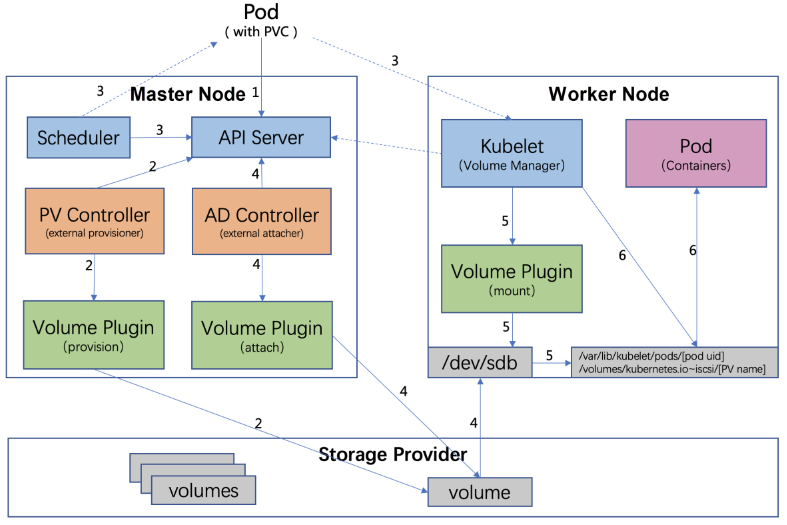 Pod
( with PVC )
3
3
1
Master Node
Worker Node
Scheduler
3
API Server
Kubelet
(Volume Manager)
Pod
(Containers)
2
4
PV Controller
(external provisioner)
AD Controller
(external attacher)
5
6
6
2
4
Volume Plugin
(mount)
Volume Plugin
(provision)
Volume Plugin
(attach)
5
/dev/sdb
5
/var/lib/kubelet/pods/[pod uid]
/volumes/kubernetes.io~iscsi/[PV name]
4
2
4
Storage Provider
volumes
volume